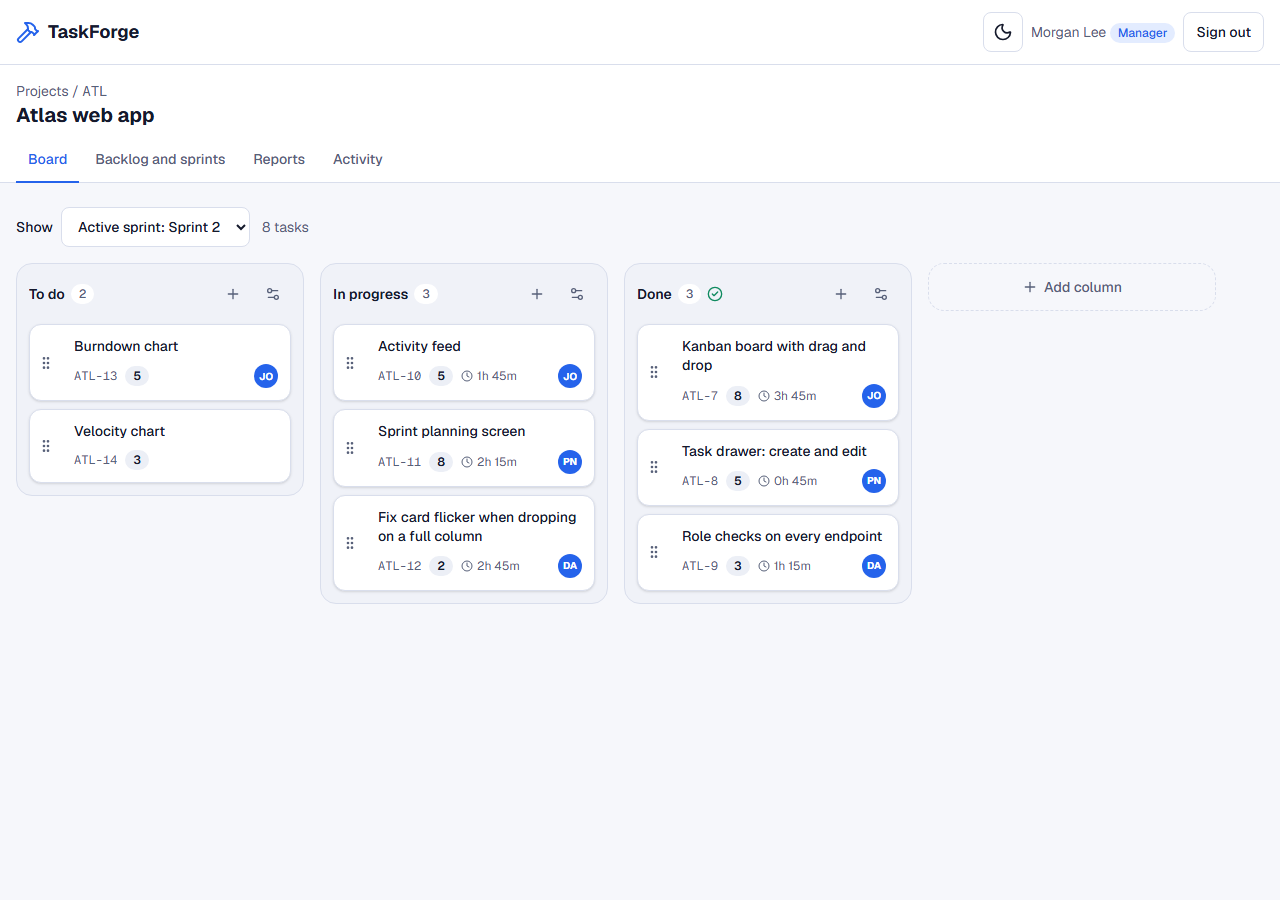 TaskForge
Morgan Lee Manager Sign out
Projects / ATL
Atlas web app
Board Backlog and sprints Reports Activity
Show Active sprint: Sprint 2 8 tasks
To do 2
Burndown chart
ATL-13 5 JO
Velocity chart
ATL-14 3
In progress 3
Activity feed
ATL-10 5 1h 45m JO
Sprint planning screen
ATL-11 8 2h 15m PN
Fix card flicker when dropping
on a full column
ATL-12 2 2h 45m DA
Done 3
Kanban board with drag and
drop
ATL-7 8 3h 45m JO
Task drawer: create and edit
ATL-8 5 0h 45m PN
Role checks on every endpoint
ATL-9 3 1h 15m DA
Add column